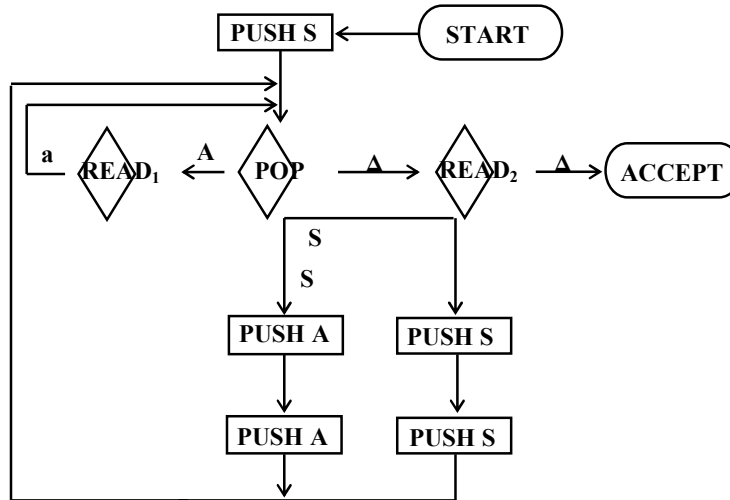 PUSH S
START
a
READ₁
A
POP
Δ
READ₂
Δ
ACCEPT
S
S
PUSH A
PUSH S
PUSH A
PUSH S